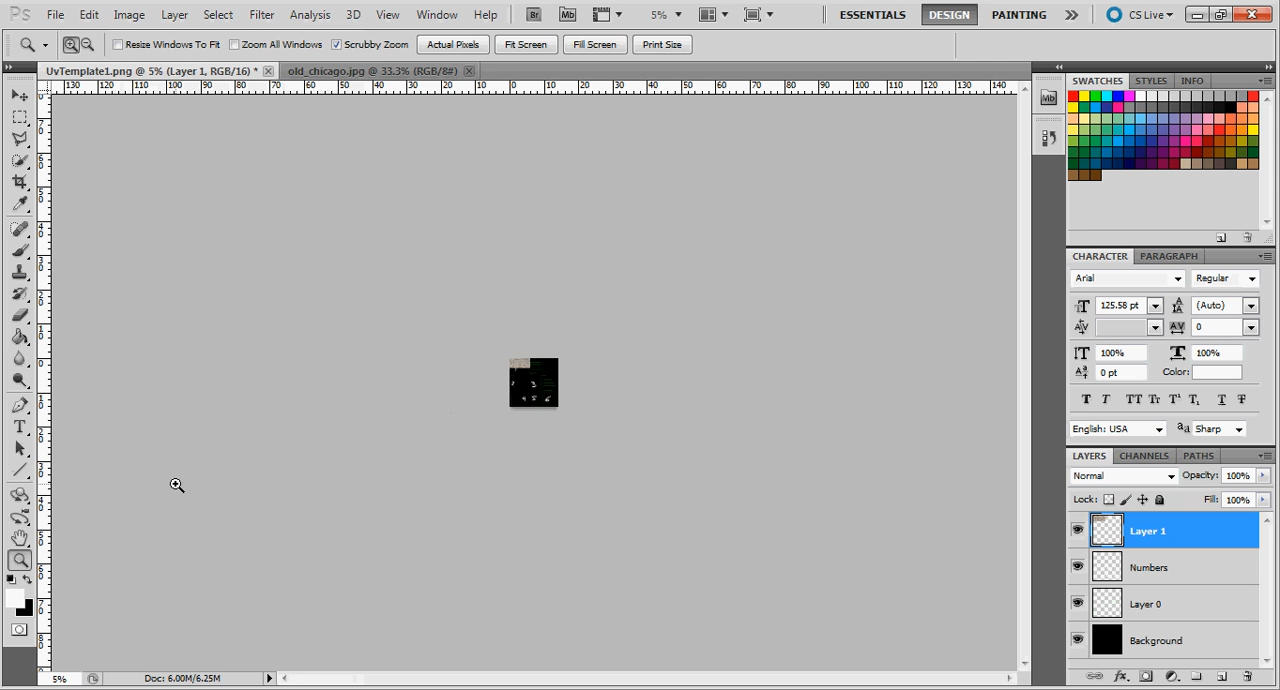 Ps File Edit Image Layer Select Filter Analysis 3D View Window Help Br Mb 5% ESSENTIALS DESIGN PAINTING CS Live
Resize Windows To Fit Zoom All Windows Scrubby Zoom Actual Pixels Fit Screen Fill Screen Print Size
UvTemplate1.png @ 5% (Layer 1, RGB/16) * old_chicago.jpg @ 33.3% (RGB/8#)
130 120 110 100 90 80 70 60 50 40 30 20 10 0 10 20 30 40 50 60 70 80 90 100 110 120 130 140
SWATCHES STYLES INFO
Mb
CHARACTER PARAGRAPH
Arial Regular
125.58 pt (Auto)
0
100% 100%
0 pt Color:
T T TT Tr T¹ T₁ T T
English: USA aa Sharp
LAYERS CHANNELS PATHS
Normal Opacity: 100%
Lock: Fill: 100%
Layer 1
Numbers
Layer 0
Background
5% Doc: 6.00M/6.25M